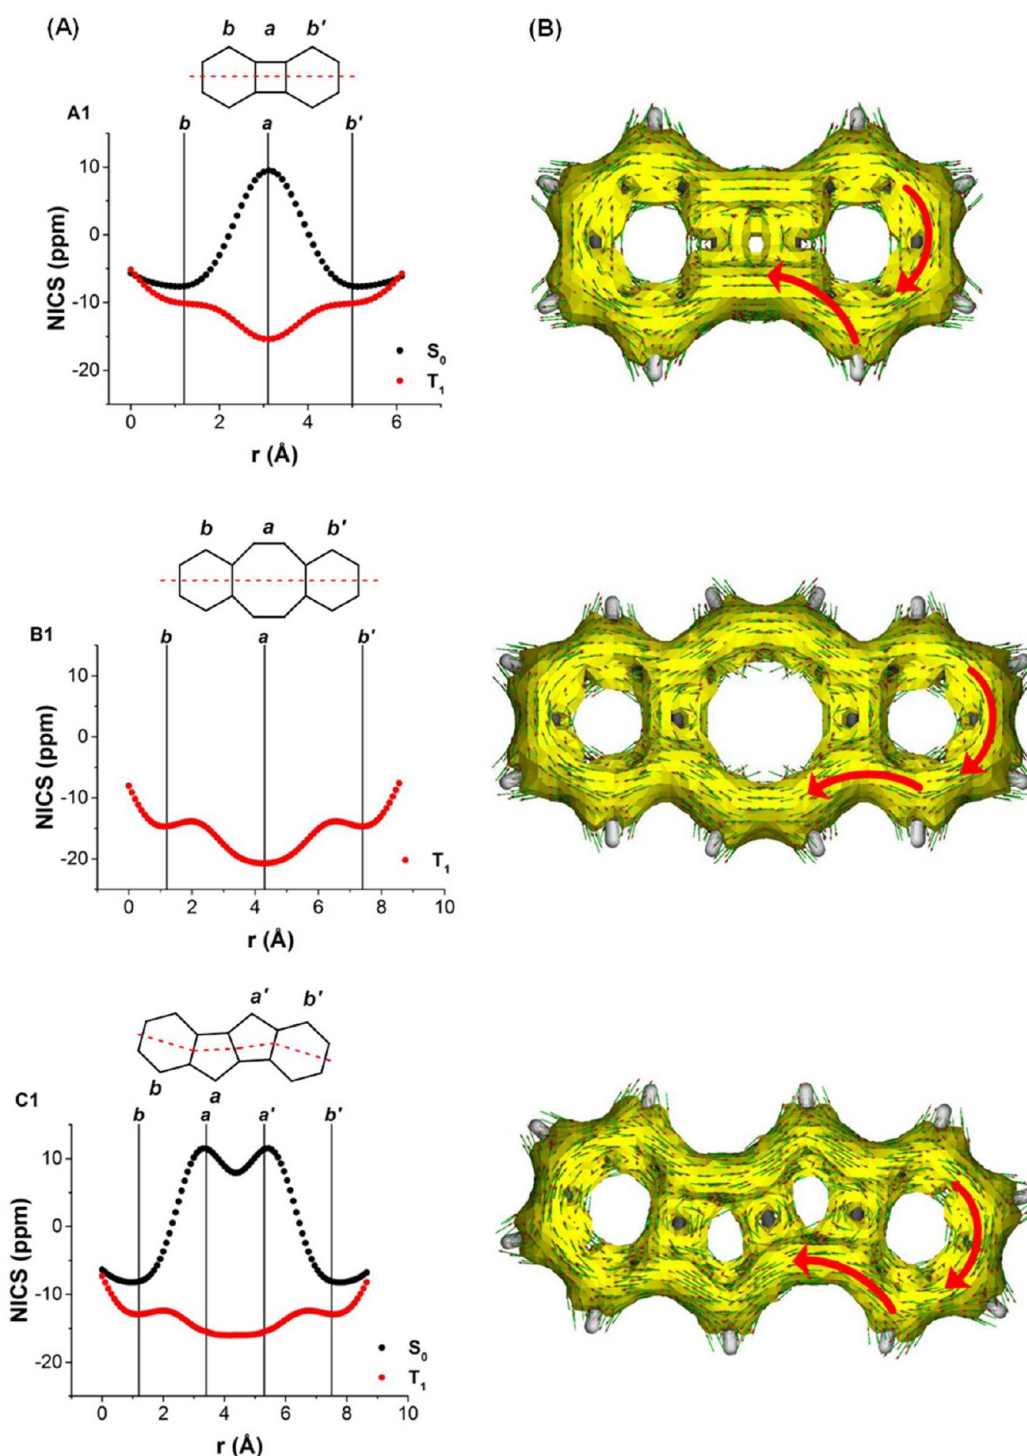 (A) (B)
b a b'
A1
b a b'
10
0
-10
-20
NICS (ppm)
S0
T1
0 2 4 6
r (Å)
b a b'
B1
b a b'
10
0
-10
-20
NICS (ppm)
T1
0 2 4 6 8 10
r (Å)
a' b'
b a
C1
b a a' b'
10
0
-10
-20
NICS (ppm)
S0
T1
0 2 4 6 8 10
r (Å)